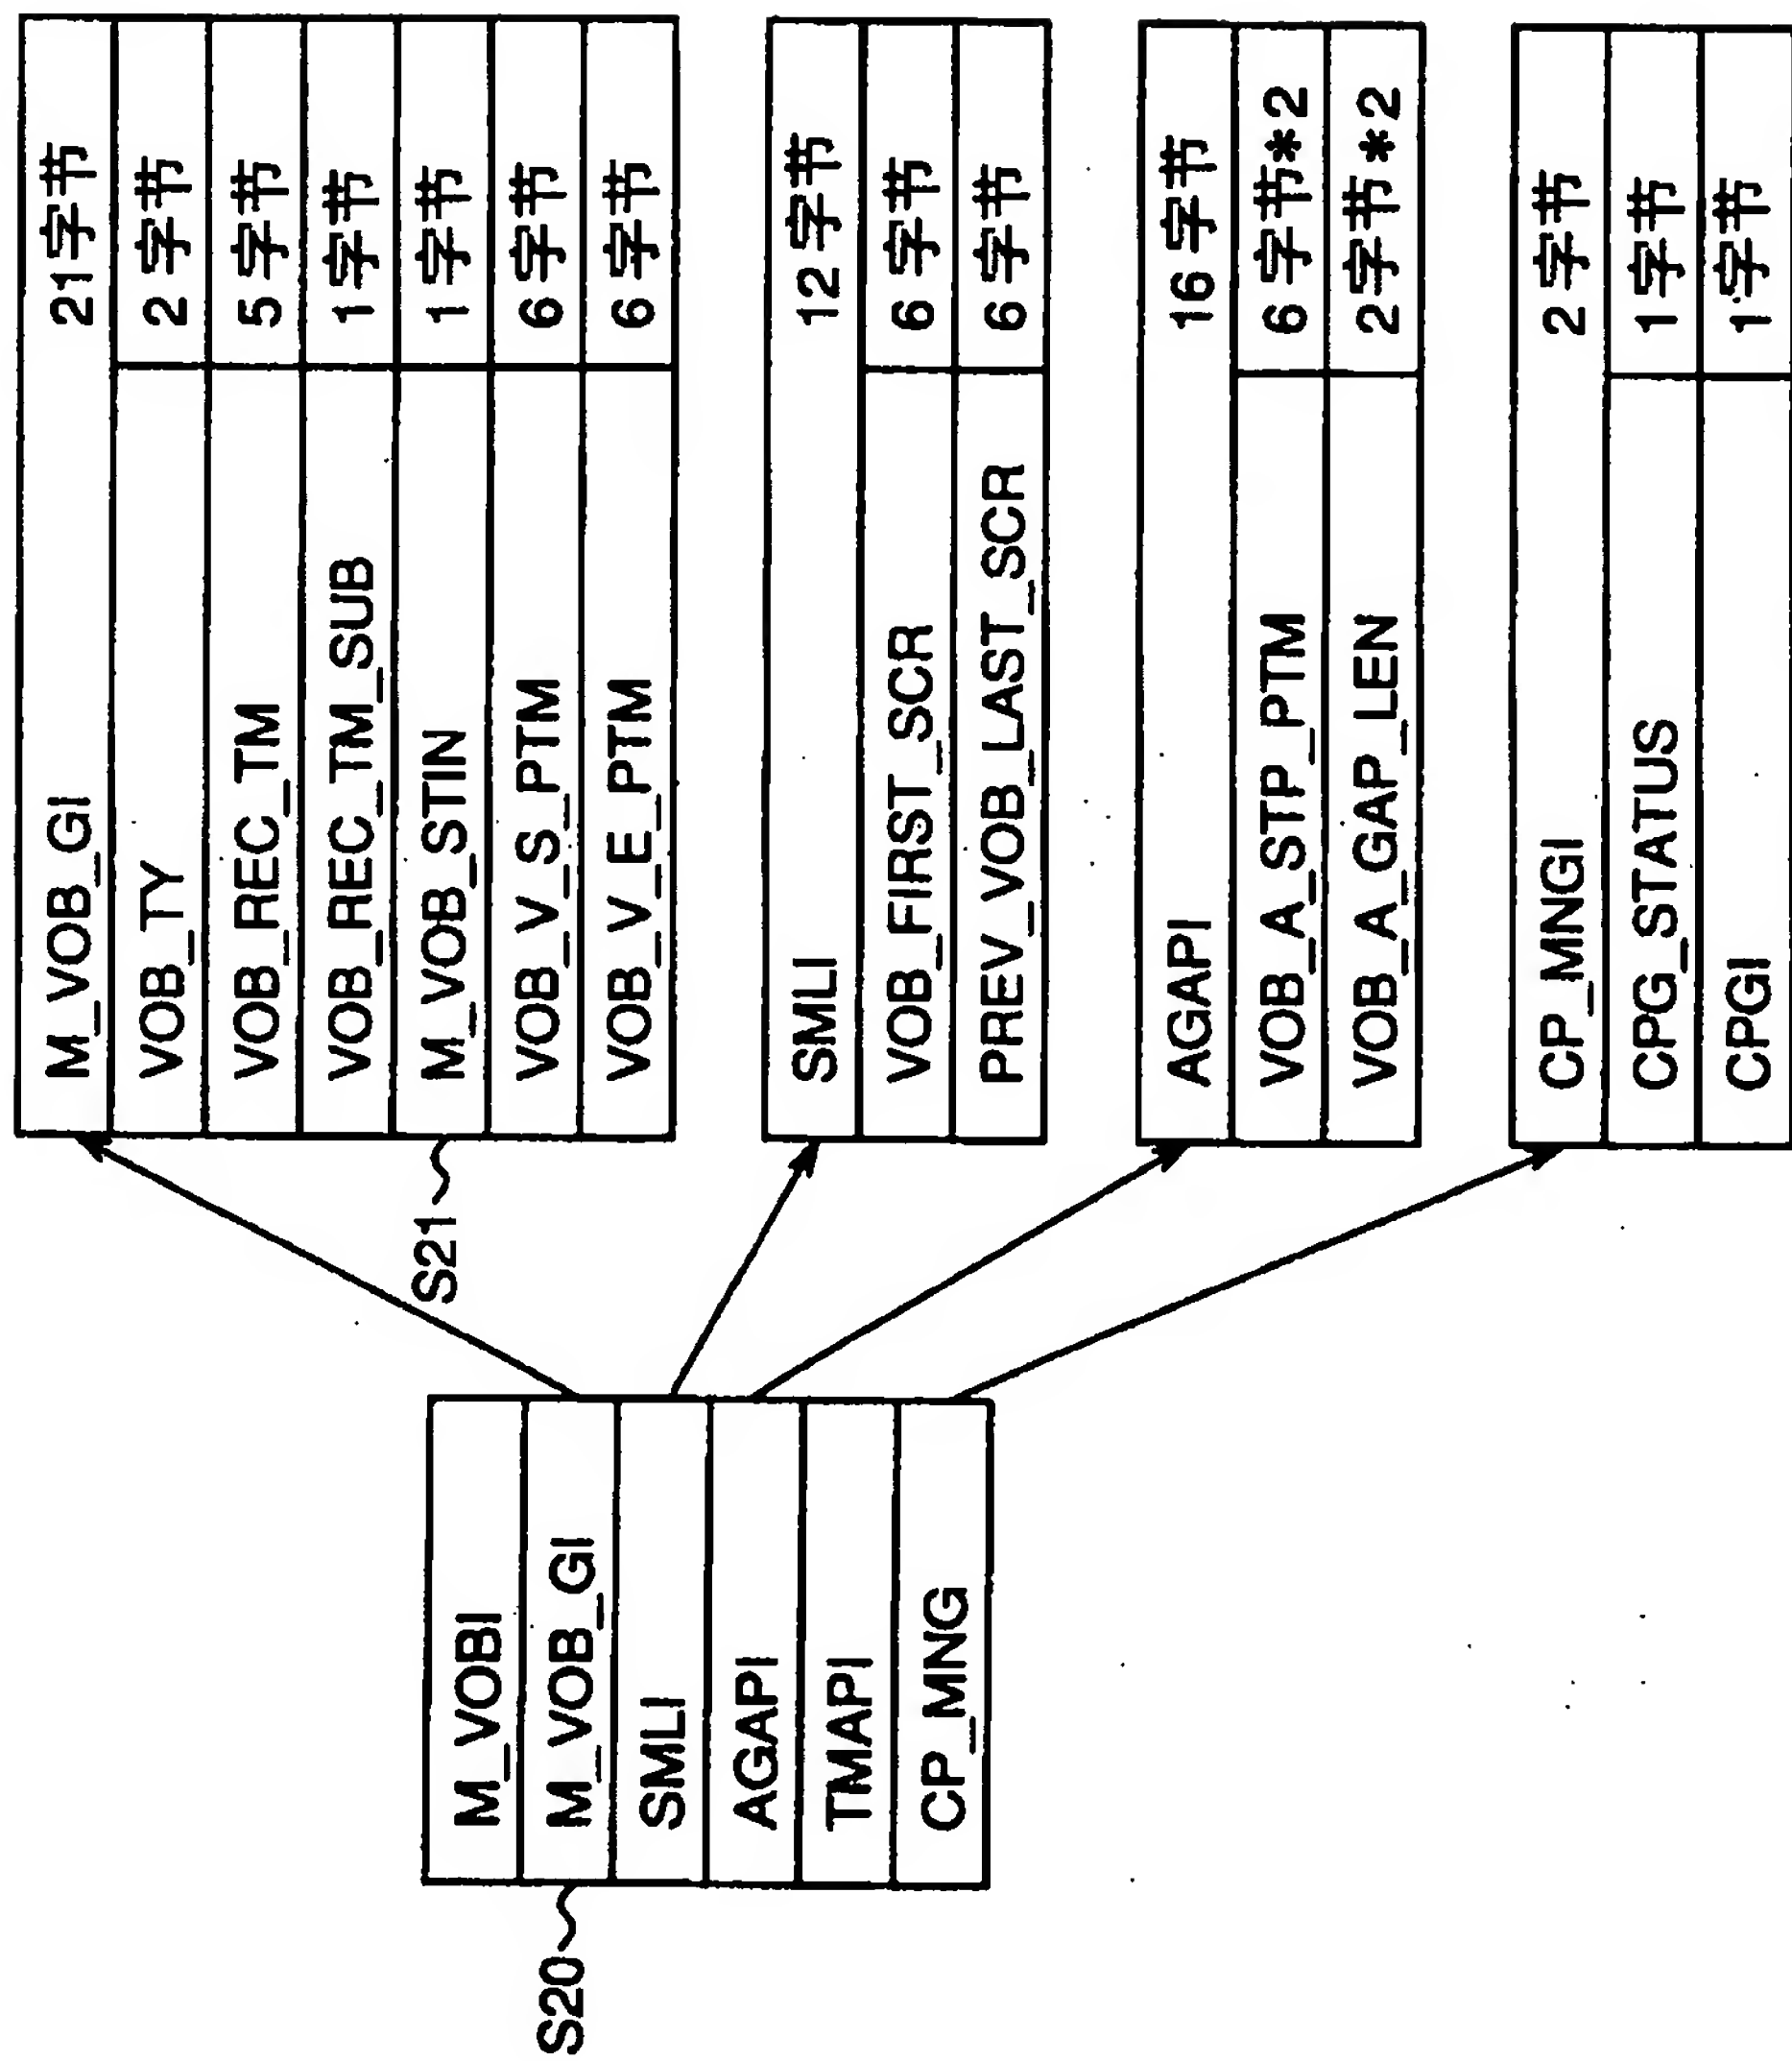 S20
M_VOBI
M_VOB_GI
SMLI
AGAPI
TMAPI
CP_MNG
S21
M_VOB_GI 21字节
VOB_TY 2字节
VOB_REC_TM 5字节
VOB_REC_TM_SUB 1字节
M_VOB_STIN 1字节
VOB_V_S_PTM 6字节
VOB_V_E_PTM 6字节
SMLI 12字节
VOB_FIRST_SCR 6字节
PREV_VOB_LAST_SCR 6字节
AGAPI 16字节
VOB_A_STP_PTM 6字节*2
VOB_A_GAP_LEN 2字节*2
CP_MNGI 2字节
CPG_STATUS 1字节
CPGI 1字节